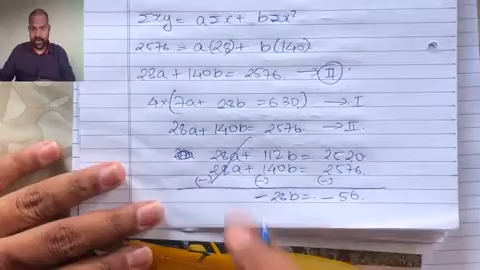 Σxy = aΣx + bΣx²
2576 = a(28) + b(140)
28a + 140b = 2576. → II.
4×(7a + 28b = 630) → I
28a + 140b = 2576. → II.
28a + 112b = 2520
28a + 140b = 2576.
(-) (-) (-)
-28b = -56.